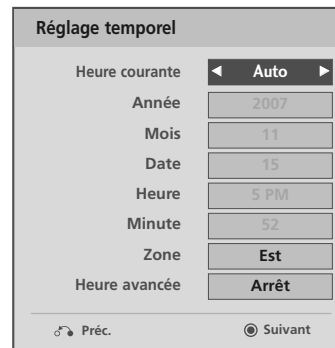 Réglage temporel
Heure courante ◀ Auto ▶
Année 2007
Mois 11
Date 15
Heure 5 PM
Minute 52
Zone Est
Heure avancée Arrêt
Préc. Suivant